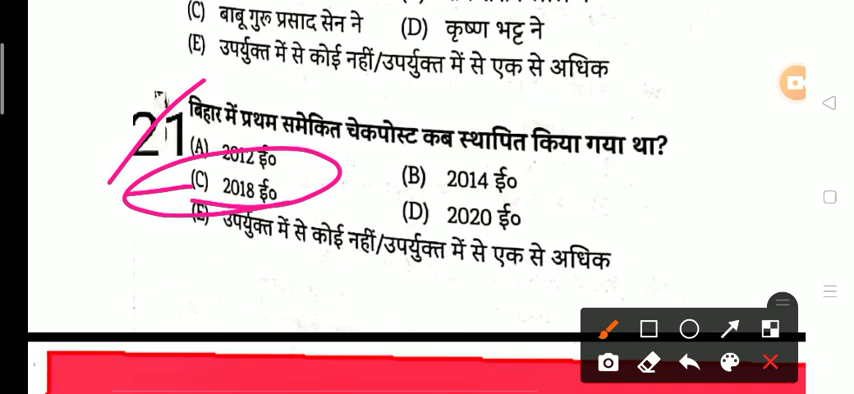 (C) बाबू गुरु प्रसाद सेन ने (D) कृष्ण भट्ट ने
(E) उपर्युक्त में से कोई नहीं/उपर्युक्त में से एक से अधिक
21 बिहार में प्रथम समेकित चेकपोस्ट कब स्थापित किया गया था?
(A) 2012 ई०
(B) 2014 ई०
(C) 2018 ई०
(D) 2020 ई०
(E) उपर्युक्त में से कोई नहीं/उपर्युक्त में से एक से अधिक